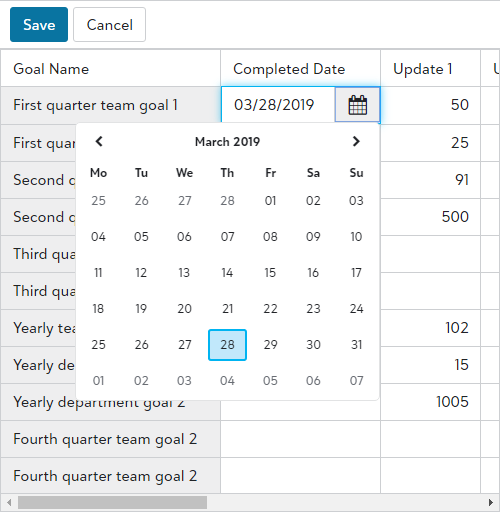 Save Cancel
Goal Name Completed Date Update 1 U
First quarter team goal 1 03/28/2019 50
First quar 25
March 2019
Mo Tu We Th Fr Sa Su
Second q 91
25 26 27 28 01 02 03
Second q 500
04 05 06 07 08 09 10
Third qua
11 12 13 14 15 16 17
Third qua
18 19 20 21 22 23 24
Yearly tea 102
25 26 27 28 29 30 31
Yearly de 15
01 02 03 04 05 06 07
Yearly department goal 2 1005
Fourth quarter team goal 2
Fourth quarter team goal 2